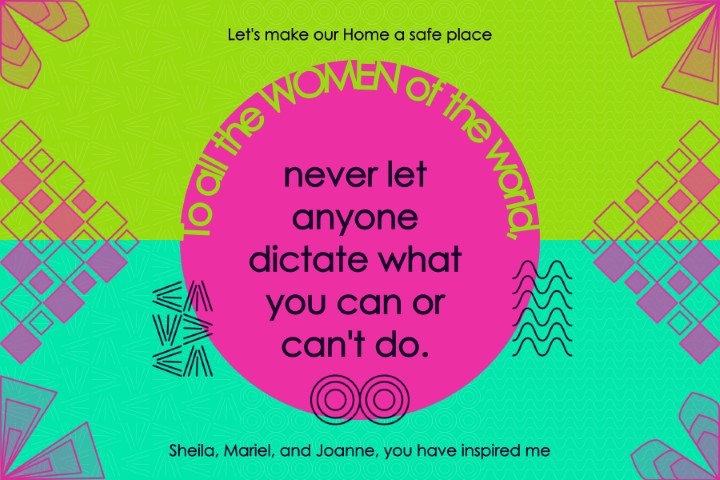 Let's make our Home a safe place
To all the WOMEN of the world,
never let
anyone
dictate what
you can or
can't do.
Sheila, Mariel, and Joanne, you have inspired me